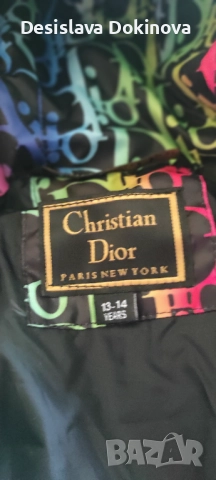 Desislava Dokinova
Christian
Dior
PARIS NEW YORK
13-14
YEARS
BAZAR